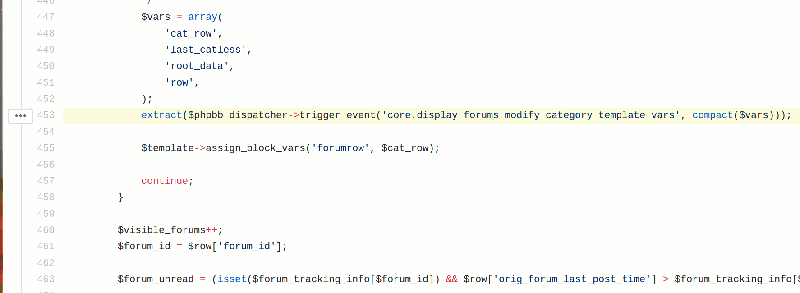 447 $vars = array(
448 'cat_row',
449 'last_catless',
450 'root_data',
451 'row',
452 );
453 extract($phpbb_dispatcher->trigger_event('core.display_forums_modify_category_template_vars', compact($vars)));
454
455 $template->assign_block_vars('forumrow', $cat_row);
456
457 continue;
458 }
459
460 $visible_forums++;
461 $forum_id = $row['forum_id'];
462
463 $forum_unread = (isset($forum_tracking_info[$forum_id]) && $row['orig_forum_last_post_time'] > $forum_tracking_info[$